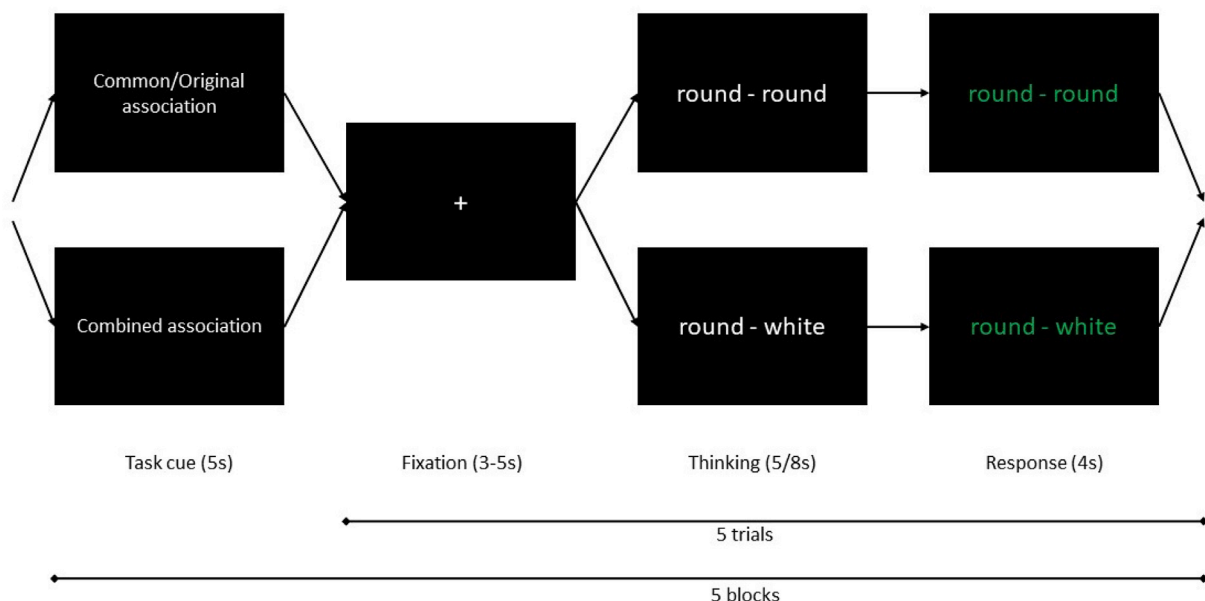 Common/Original
association
round - round
round - round
+
Combined association
round - white
round - white
Task cue (5s)
Fixation (3-5s)
Thinking (5/8s)
Response (4s)
5 trials
5 blocks